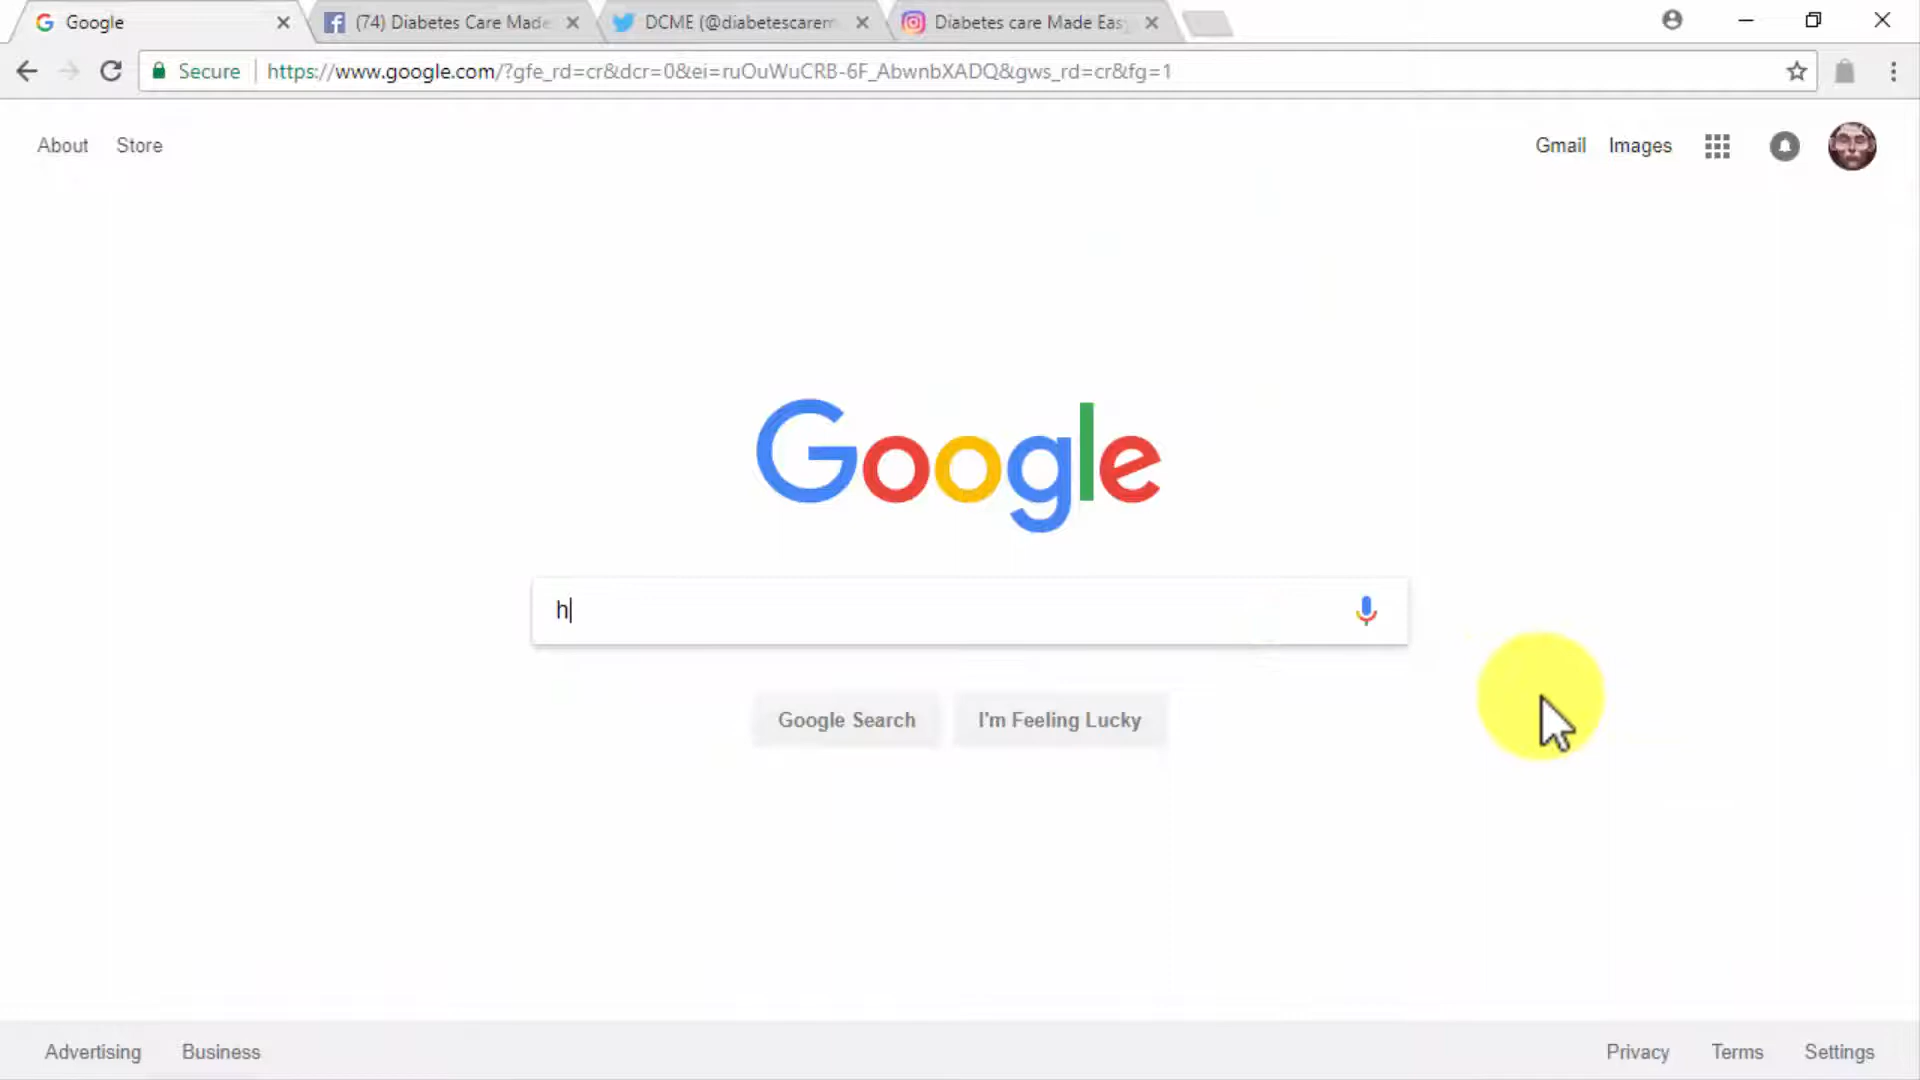 Google
(74) Diabetes Care Made
DCME (@diabetescarem
Diabetes care Made Eas
Secure
https://www.google.com/?gfe_rd=cr&dcr=0&ei=ruOuWuCRB-6F_AbwnbXADQ&gws_rd=cr&fg=1
About Store
Gmail Images
Google
h
Google Search I'm Feeling Lucky
Advertising Business
Privacy Terms Settings